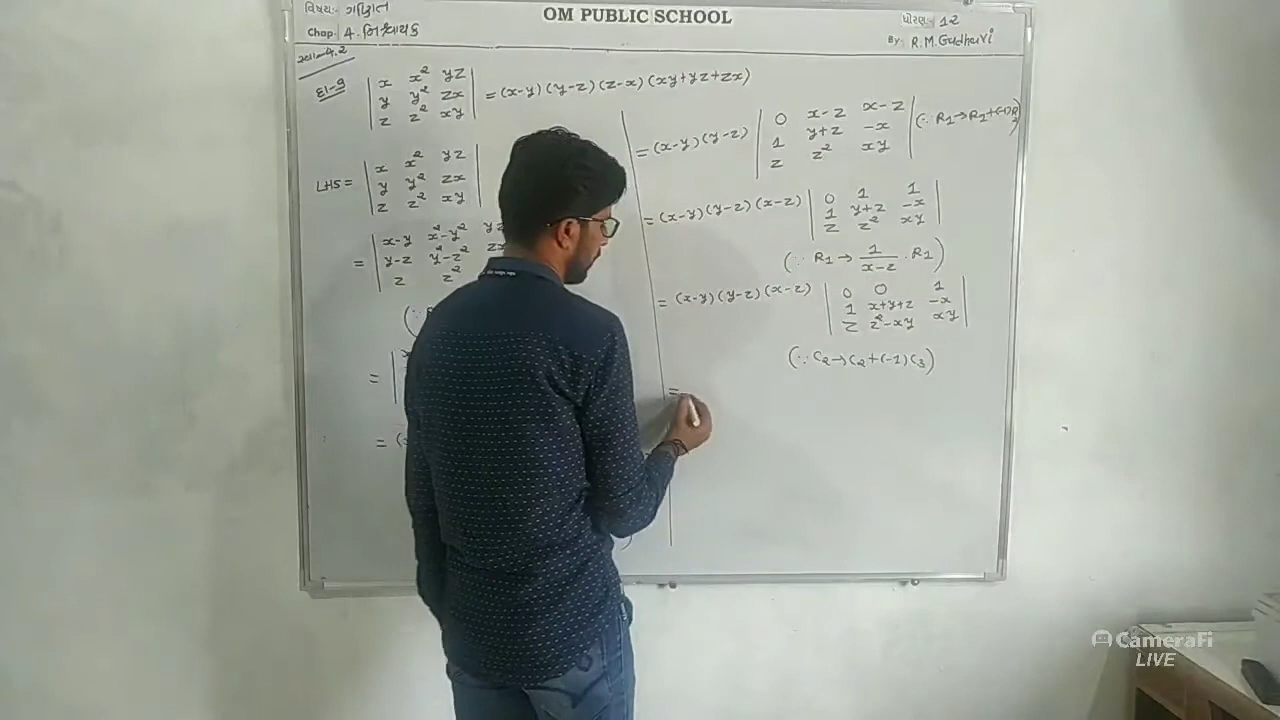 વિષય:- ગણિત
OM PUBLIC SCHOOL
ધોરણ:- 12
Chap. 4. નિશ્ચાયક
By:- R.M. Gadhavi
4.2
દા-9 | x x² yz | = (x-y)(y-z)(z-x)(xy+yz+zx)
| y y² zx |
| z z² xy |
LHS = | x x² yz |
| y y² zx |
| z z² xy |
= | x-y x²-y²
| y-z y²-z²
| z z²
(∵
= |
= (
= (x-y)(y-z) | 0 x-z x-z | (∵ R1→R1+(-1)R2)
| 1 y+z -x |
| z z² xy |
= (x-y)(y-z)(x-z) | 0 1 1 |
| 1 y+z -x |
| z z² xy |
(∵ R1→ 1/(x-z) . R1)
= (x-y)(y-z)(x-z) | 0 0 1 |
| 1 x+y+z -x |
| z z²-xy xy |
(∵ C2→C2+(-1)C3)
=
CameraFi
LIVE